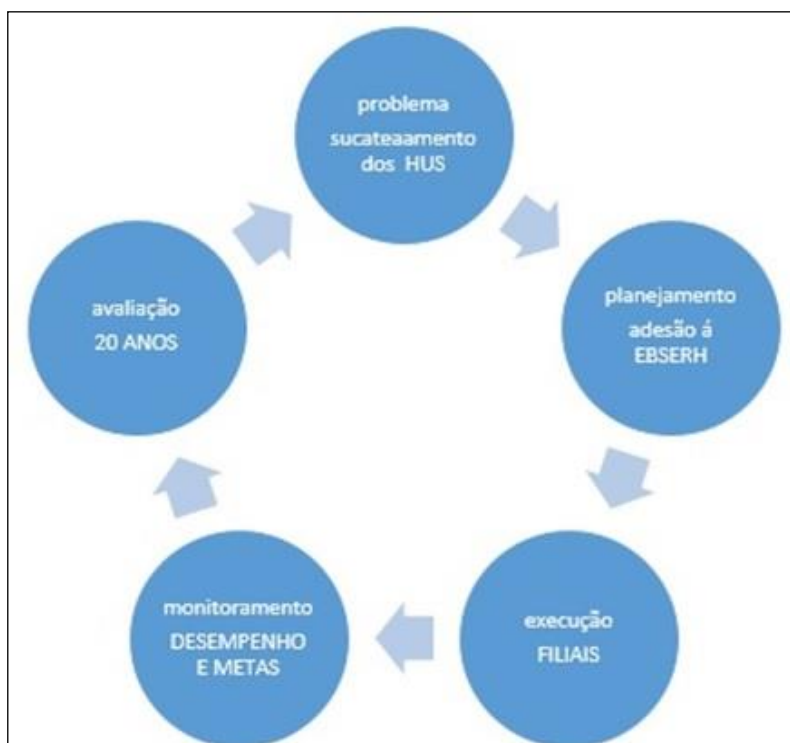 problema
sucateaamento
dos HUS
planejamento
adesão á
EBSERH
execução
FILIAIS
monitoramento
DESEMPENHO
E METAS
avaliação
20 ANOS